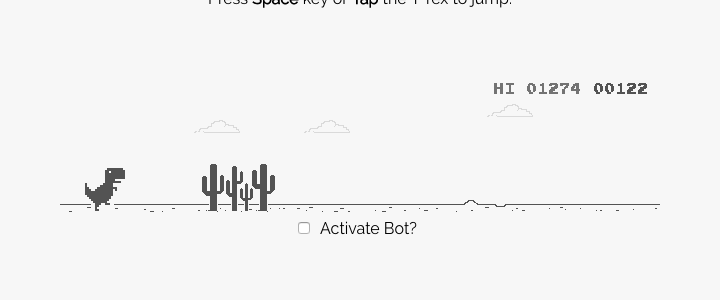 Press Space key or Tap the T-rex to jump.
HI 01274 00122
Activate Bot?